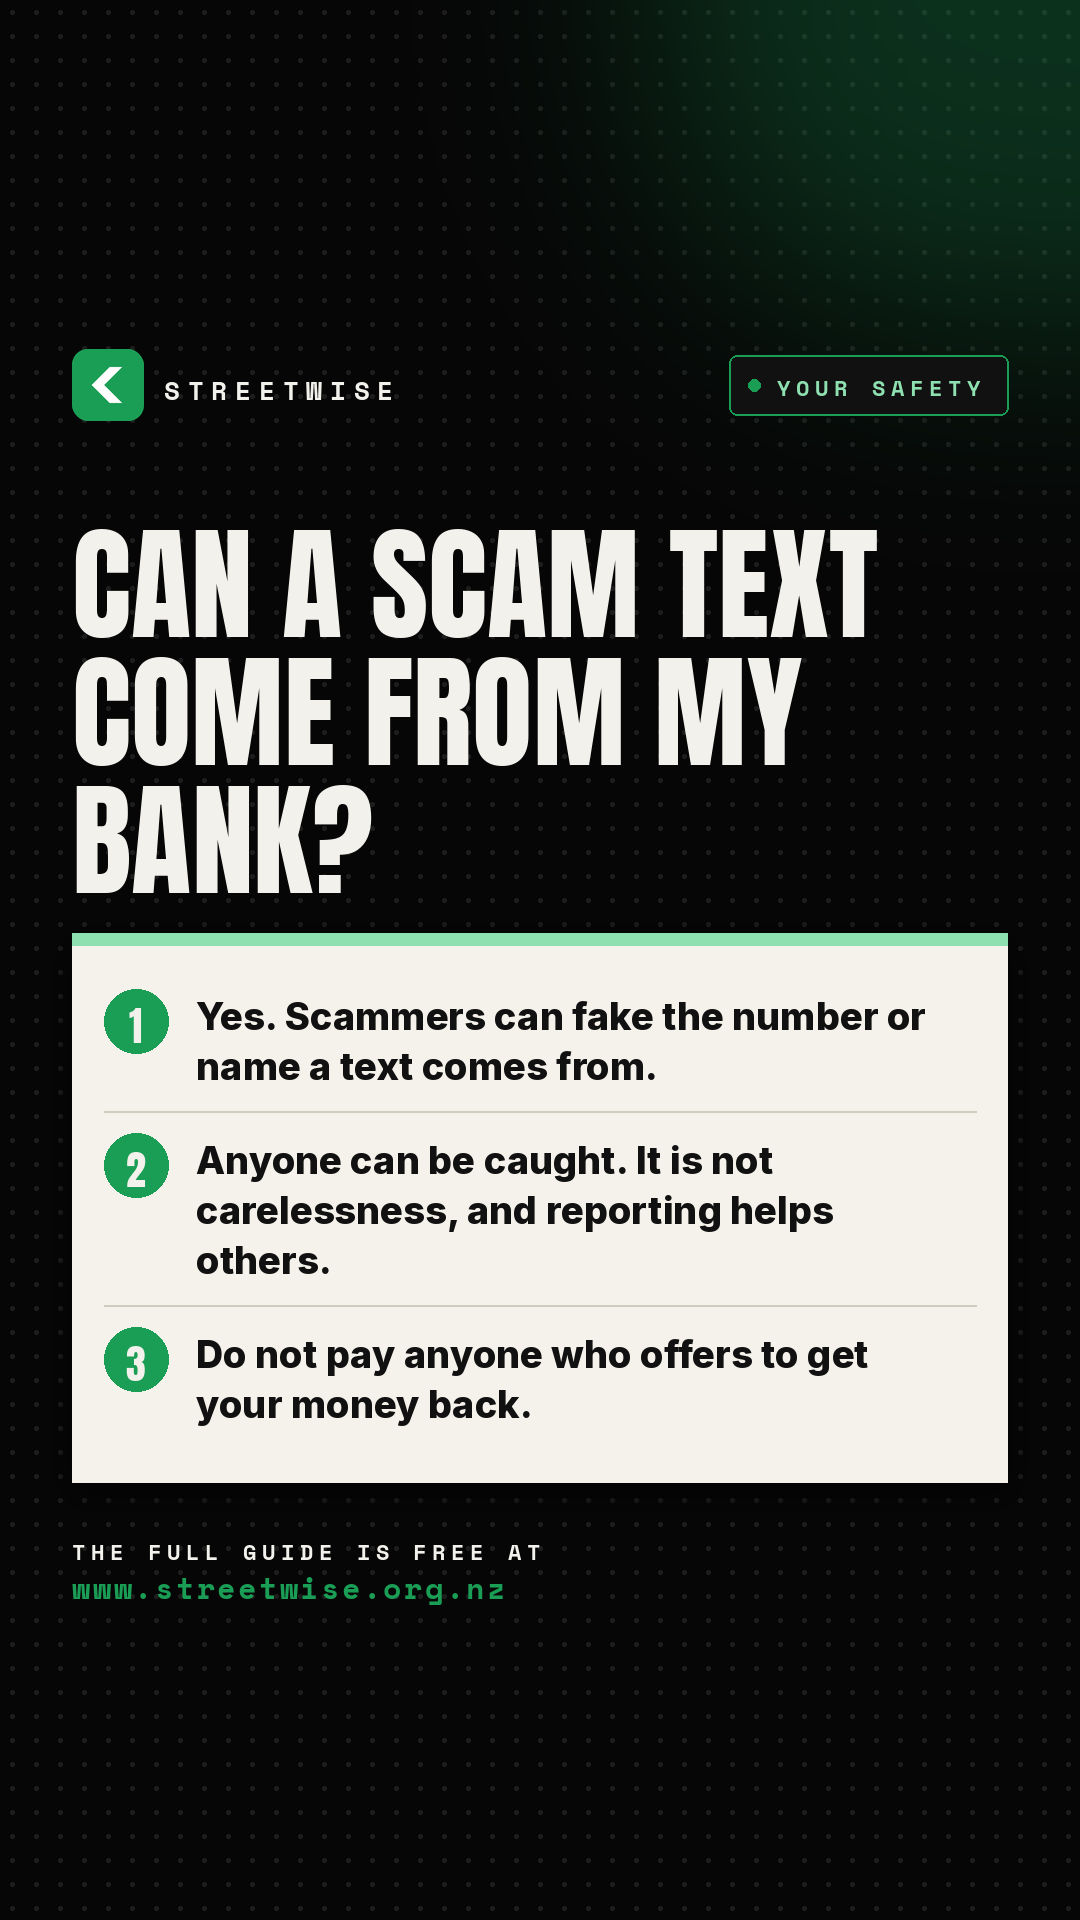 STREETWISE
YOUR SAFETY
CAN A SCAM TEXT
COME FROM MY
BANK?
1
Yes. Scammers can fake the number or
name a text comes from.
2
Anyone can be caught. It is not
carelessness, and reporting helps
others.
3
Do not pay anyone who offers to get
your money back.
THE FULL GUIDE IS FREE AT
www.streetwise.org.nz